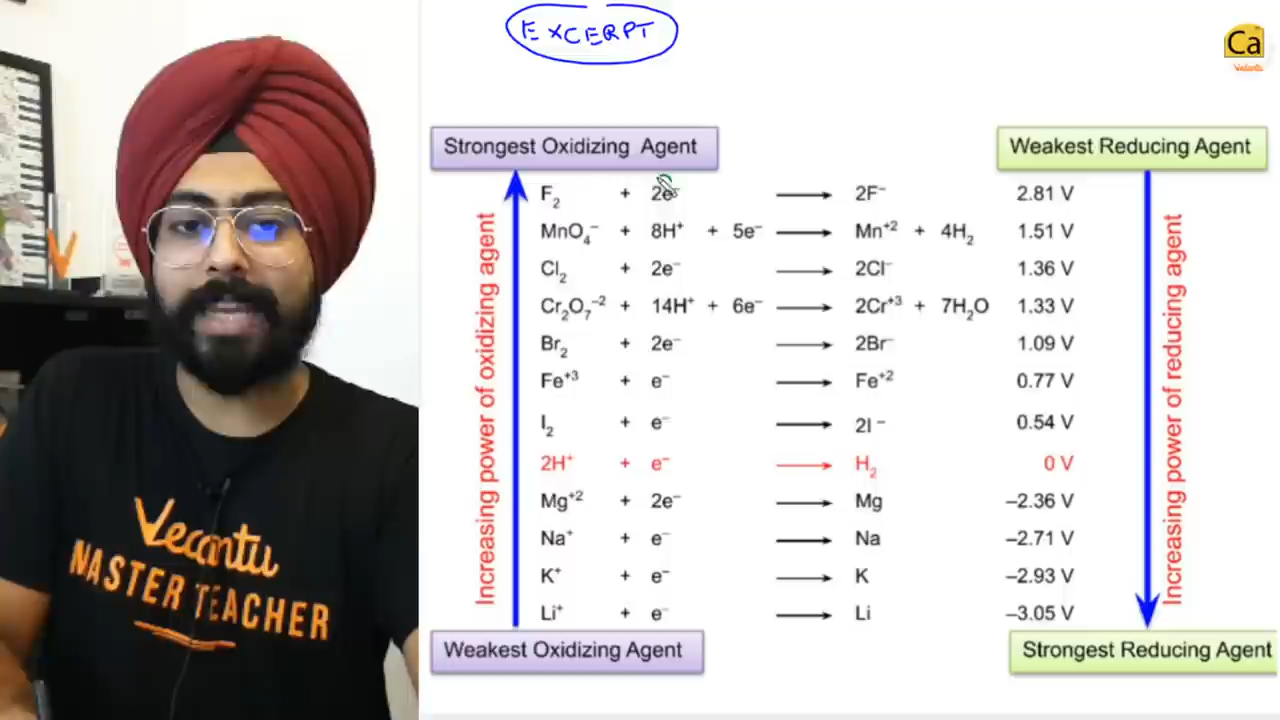 EXCERPT
Ca
Vedantu
Strongest Oxidizing Agent
Weakest Reducing Agent
Increasing power of oxidizing agent
F₂ + 2e⁻ ⟶ 2F⁻ 2.81 V
MnO₄⁻ + 8H⁺ + 5e⁻ ⟶ Mn⁺² + 4H₂ 1.51 V
Cl₂ + 2e⁻ ⟶ 2Cl⁻ 1.36 V
Cr₂O₇⁻² + 14H⁺ + 6e⁻ ⟶ 2Cr⁺³ + 7H₂O 1.33 V
Br₂ + 2e⁻ ⟶ 2Br⁻ 1.09 V
Fe⁺³ + e⁻ ⟶ Fe⁺² 0.77 V
I₂ + e⁻ ⟶ 2I⁻ 0.54 V
2H⁺ + e⁻ ⟶ H₂ 0 V
Mg⁺² + 2e⁻ ⟶ Mg –2.36 V
Na⁺ + e⁻ ⟶ Na –2.71 V
K⁺ + e⁻ ⟶ K –2.93 V
Li⁺ + e⁻ ⟶ Li –3.05 V
Increasing power of reducing agent
Weakest Oxidizing Agent
Strongest Reducing Agent
Vedantu
MASTER TEACHER